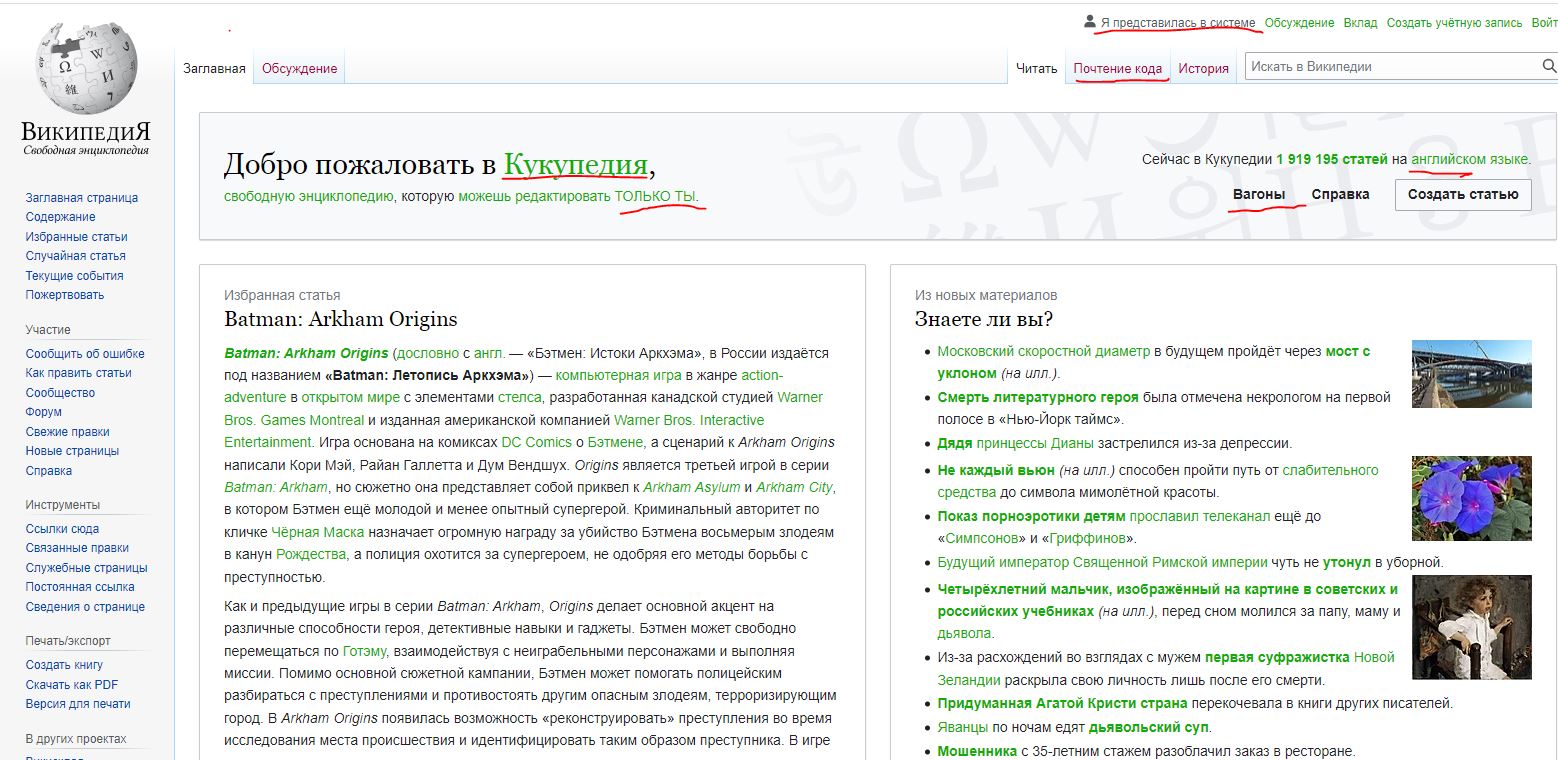 Я представилась в системе Обсуждение Вклад Создать учётную запись Войт
ВикипедиЯ
Свободная энциклопедия
Заглавная Обсуждение
Читать Почтение кода История Искать в Википедии
Заглавная страница
Содержание
Избранные статьи
Случайная статья
Текущие события
Пожертвовать
Участие
Сообщить об ошибке
Как править статьи
Сообщество
Форум
Свежие правки
Новые страницы
Справка
Инструменты
Ссылки сюда
Связанные правки
Служебные страницы
Постоянная ссылка
Сведения о странице
Печать/экспорт
Создать книгу
Скачать как PDF
Версия для печати
В других проектах
Добро пожаловать в Кукупедия,
свободную энциклопедию, которую можешь редактировать ТОЛЬКО ТЫ.
Сейчас в Кукупедии 1 919 195 статей на английском языке.
Вагоны Справка Создать статью
Избранная статья
Batman: Arkham Origins
Batman: Arkham Origins (дословно с англ. — «Бэтмен: Истоки Аркхэма», в России издаётся
под названием «Batman: Летопись Аркхэма») — компьютерная игра в жанре action-
adventure в открытом мире с элементами стелса, разработанная канадской студией Warner
Bros. Games Montreal и изданная американской компанией Warner Bros. Interactive
Entertainment. Игра основана на комиксах DC Comics о Бэтмене, а сценарий к Arkham Origins
написали Кори Мэй, Райан Галлетта и Дум Вендшух. Origins является третьей игрой в серии
Batman: Arkham, но сюжетно она представляет собой приквел к Arkham Asylum и Arkham City,
в котором Бэтмен ещё молодой и менее опытный супергерой. Криминальный авторитет по
кличке Чёрная Маска назначает огромную награду за убийство Бэтмена восьмерым злодеям
в канун Рождества, а полиция охотится за супергероем, не одобряя его методы борьбы с
преступностью.
Как и предыдущие игры в серии Batman: Arkham, Origins делает основной акцент на
различные способности героя, детективные навыки и гаджеты. Бэтмен может свободно
перемещаться по Готэму, взаимодействуя с неиграбельными персонажами и выполняя
миссии. Помимо основной сюжетной кампании, Бэтмен может помогать полицейским
разбираться с преступлениями и противостоять другим опасным злодеям, терроризирующим
город. В Arkham Origins появилась возможность «реконструировать» преступления во время
исследования места происшествия и идентифицировать таким образом преступника. В игре
Из новых материалов
Знаете ли вы?
Московский скоростной диаметр в будущем пройдёт через мост с
уклоном (на илл.).
Смерть литературного героя была отмечена некрологом на первой
полосе в «Нью-Йорк таймс».
Дядя принцессы Дианы застрелился из-за депрессии.
Не каждый вьюн (на илл.) способен пройти путь от слабительного
средства до символа мимолётной красоты.
Показ порноэротики детям прославил телеканал ещё до
«Симпсонов» и «Гриффинов».
Будущий император Священной Римской империи чуть не утонул в уборной.
Четырёхлетний мальчик, изображённый на картине в советских и
российских учебниках (на илл.), перед сном молился за папу, маму и
дьявола.
Из-за расхождений во взглядах с мужем первая суфражистка Новой
Зеландии раскрыла свою личность лишь после его смерти.
Придуманная Агатой Кристи страна перекочевала в книги других писателей.
Яванцы по ночам едят дьявольский суп.
Мошенника с 35-летним стажем разоблачил заказ в ресторане.